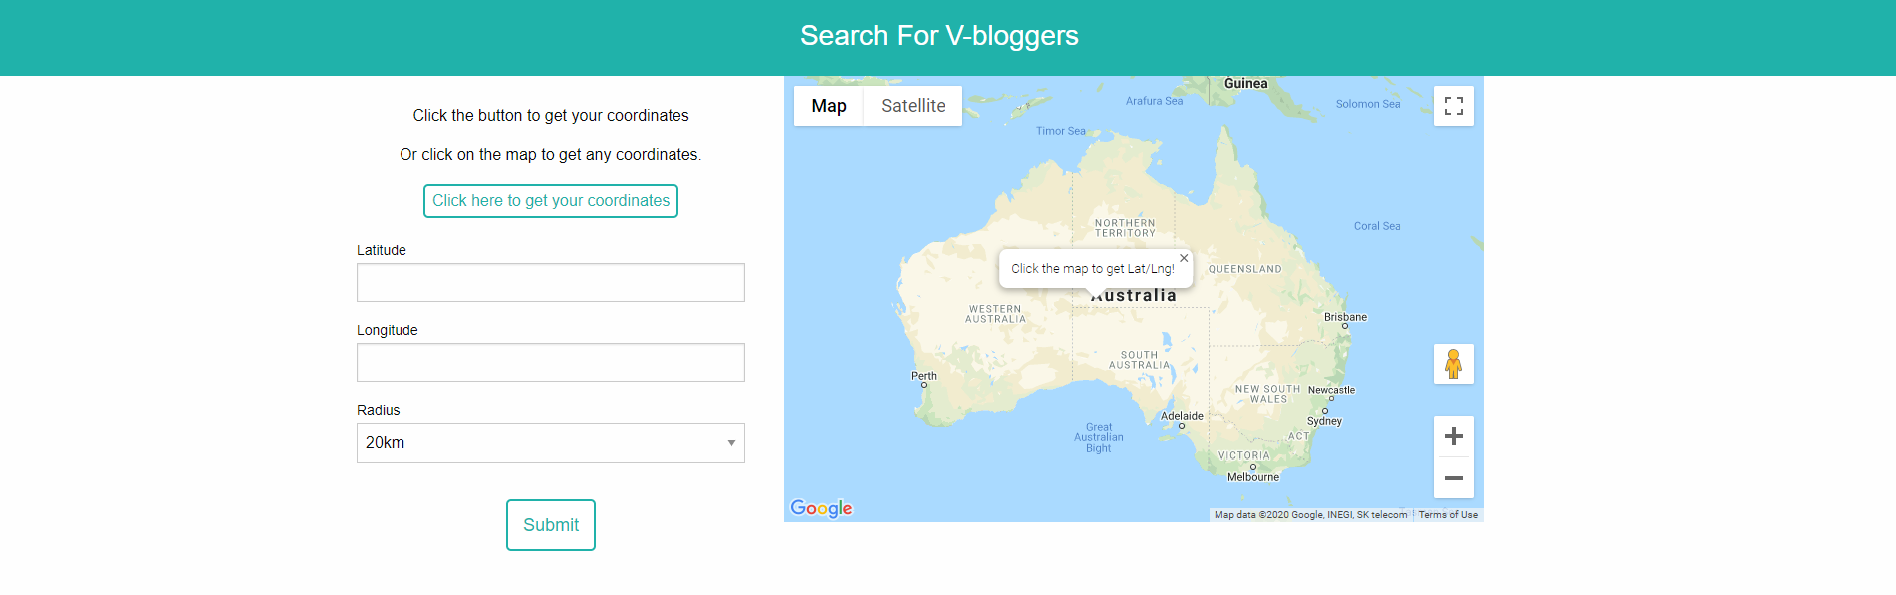 Search For V-bloggers
Click the button to get your coordinates
Or click on the map to get any coordinates.
Click here to get your coordinates
Latitude
Longitude
Radius
20km
Submit
Map
Satellite
Guinea
Arafura Sea
Solomon Sea
Timor Sea
Coral Sea
NORTHERN
TERRITORY
Click the map to get Lat/Lng!
QUEENSLAND
Australia
WESTERN
AUSTRALIA
Brisbane
SOUTH
AUSTRALIA
Perth
NEW SOUTH
WALES
Newcastle
Adelaide
Sydney
Great
Australian
Bight
ACT
VICTORIA
Melbourne
Google
Map data ©2020 Google, INEGI, SK telecom
Terms of Use